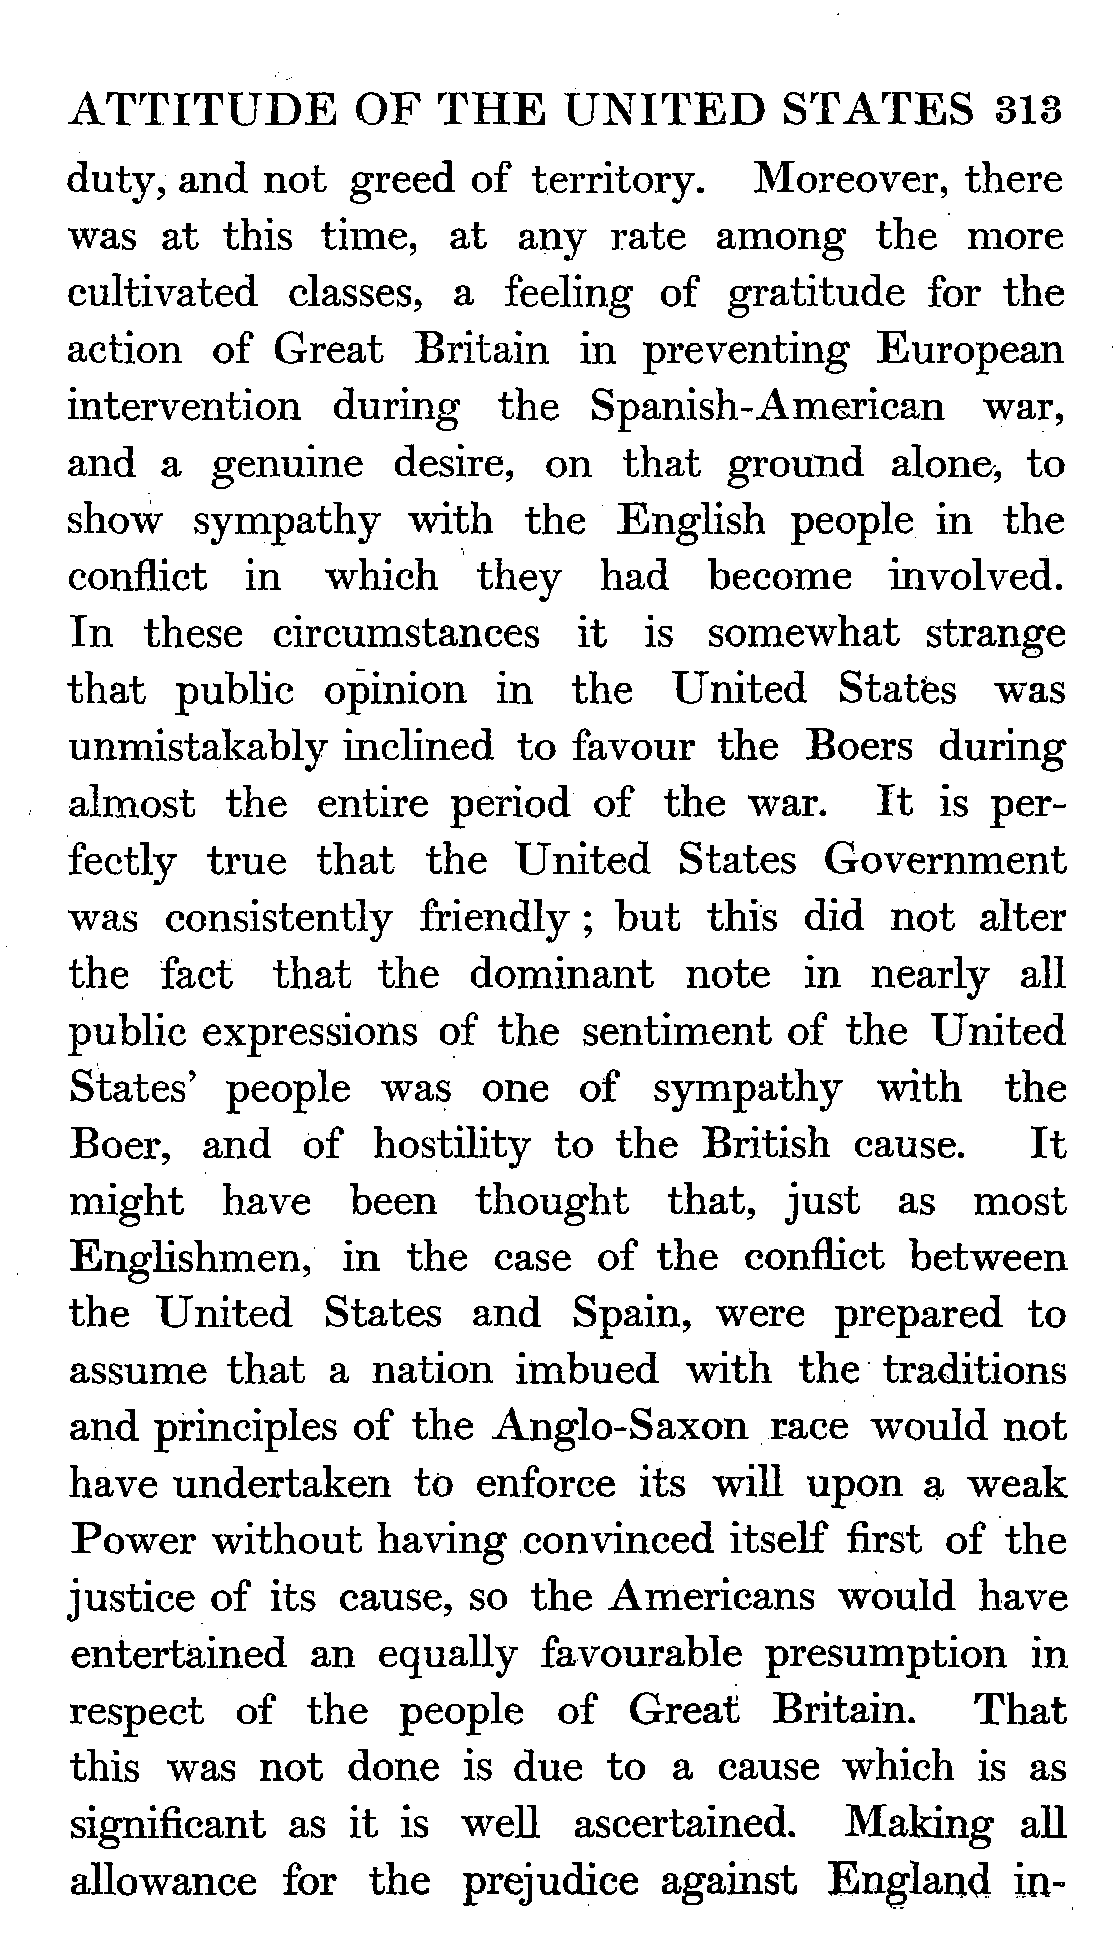 ATTITUDE OF THE UNITED STATES 313
duty, and not greed of territory. Moreover, there
was at this time, at any rate among the more
cultivated classes, a feeling of gratitude for the
action of Great Britain in preventing European
intervention during the Spanish-American war,
and a genuine desire, on that ground alone, to
show sympathy with the English people in the
conflict in which they had become involved.
In these circumstances it is somewhat strange
that public opinion in the United States was
unmistakably inclined to favour the Boers during
almost the entire period of the war. It is per-
fectly true that the United States Government
was consistently friendly ; but this did not alter
the fact that the dominant note in nearly all
public expressions of the sentiment of the United
States’ people was one of sympathy with the
Boer, and of hostility to the British cause. It
might have been thought that, just as most
Englishmen, in the case of the conflict between
the United States and Spain, were prepared to
assume that a nation imbued with the traditions
and principles of the Anglo-Saxon race would not
have undertaken to enforce its will upon a weak
Power without having convinced itself first of the
justice of its cause, so the Americans would have
entertained an equally favourable presumption in
respect of the people of Great Britain. That
this was not done is due to a cause which is as
significant as it is well ascertained. Making all
allowance for the prejudice against England in-